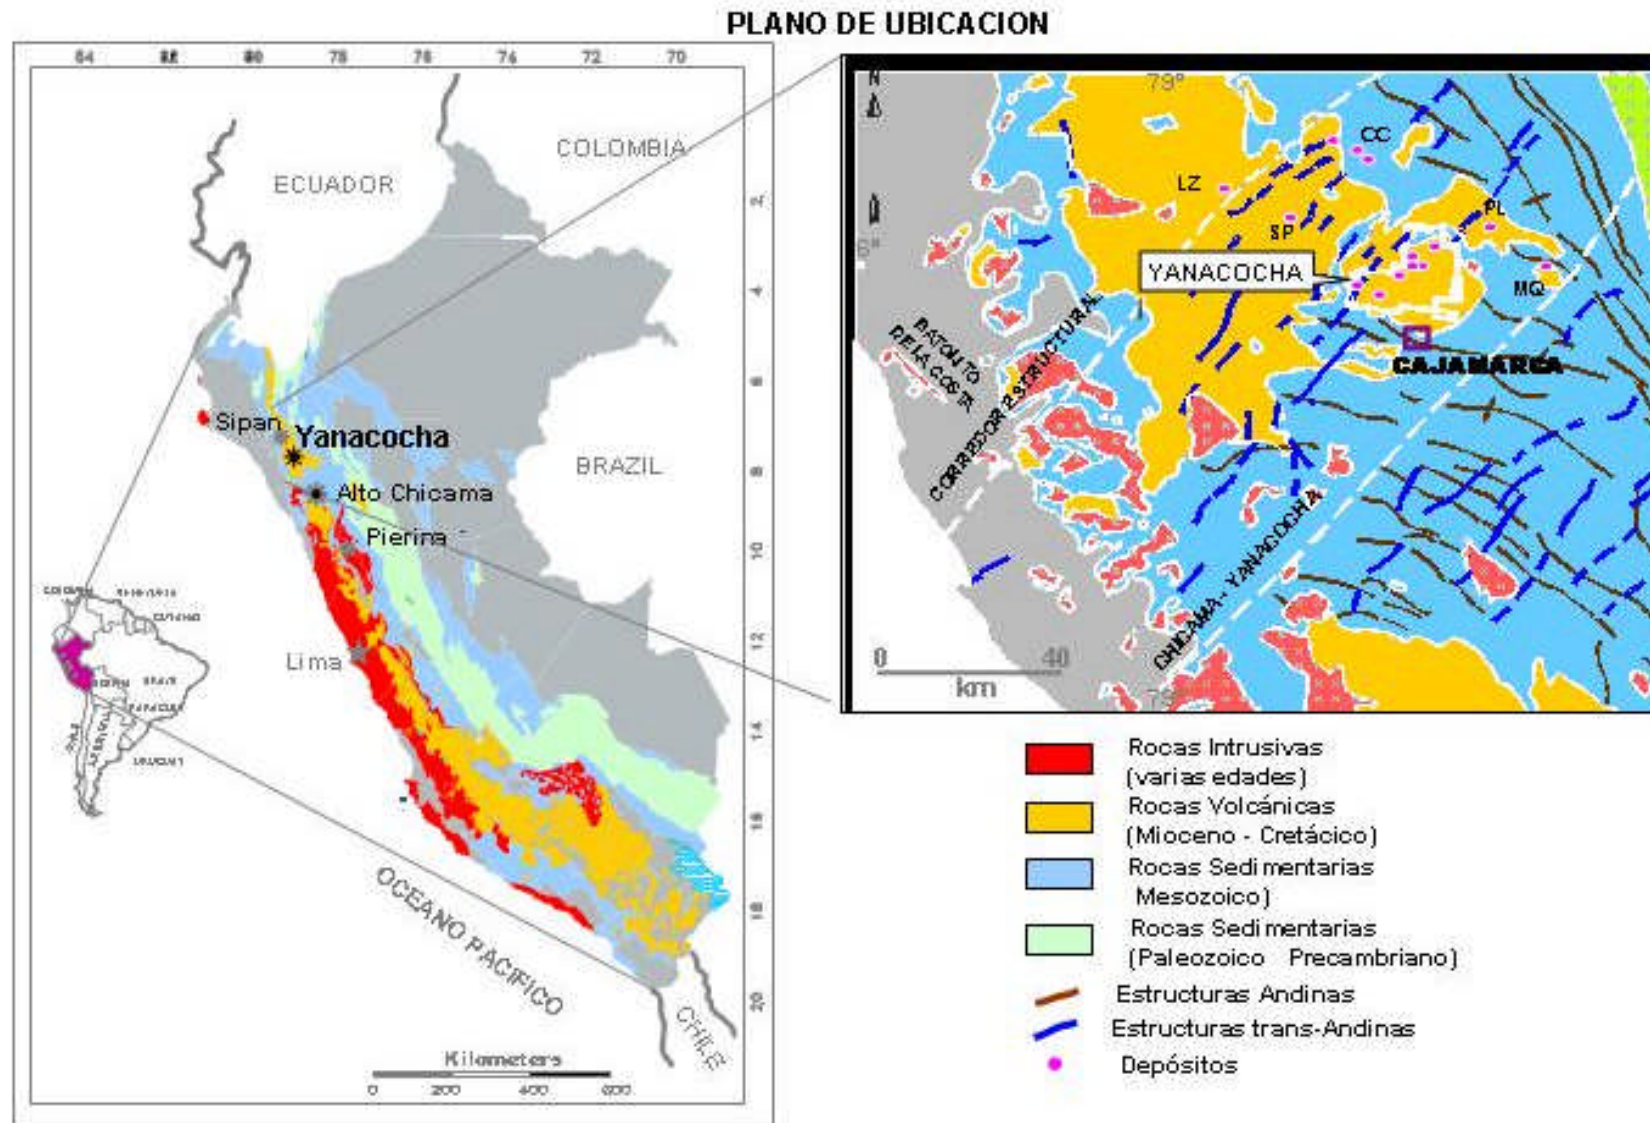 PLANO DE UBICACION
84 82 80 78 76 74 72 70
COLOMBIA
ECUADOR
2
4
6
Sipan
Yanacocha
BRAZIL
8
Alto Chicama
Pierina
10
12
Lima
14
16
18
20
OCEANO PACIFICO
CHILE
Kilometers
0 200 400 600
N
79°
CC
LZ
PL
SP
6°
YANACOCHA
MQ
BATOLITO
DE LA COSTA
CORREDOR ESTRUCTURAL
CAJAMARCA
CHICAMA - YANACOCHA
0 40
km
79°
Rocas Intrusivas
(varias edades)
Rocas Volcánicas
(Mioceno - Cretácico)
Rocas Sedimentarias
Mesozoico)
Rocas Sedimentarias
(Paleozoico Precambriano)
Estructuras Andinas
Estructuras trans-Andinas
Depósitos